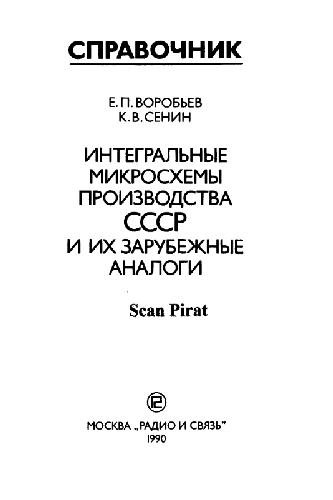 СПРАВОЧНИК
Е.П.ВОРОБЬЕВ
К.В.СЕНИН
ИНТЕГРАЛЬНЫЕ
МИКРОСХЕМЫ
ПРОИЗВОДСТВА
СССР
И ИХ ЗАРУБЕЖНЫЕ
АНАЛОГИ
Scan Pirat
МОСКВА „РАДИО И СВЯЗЬ"
1990